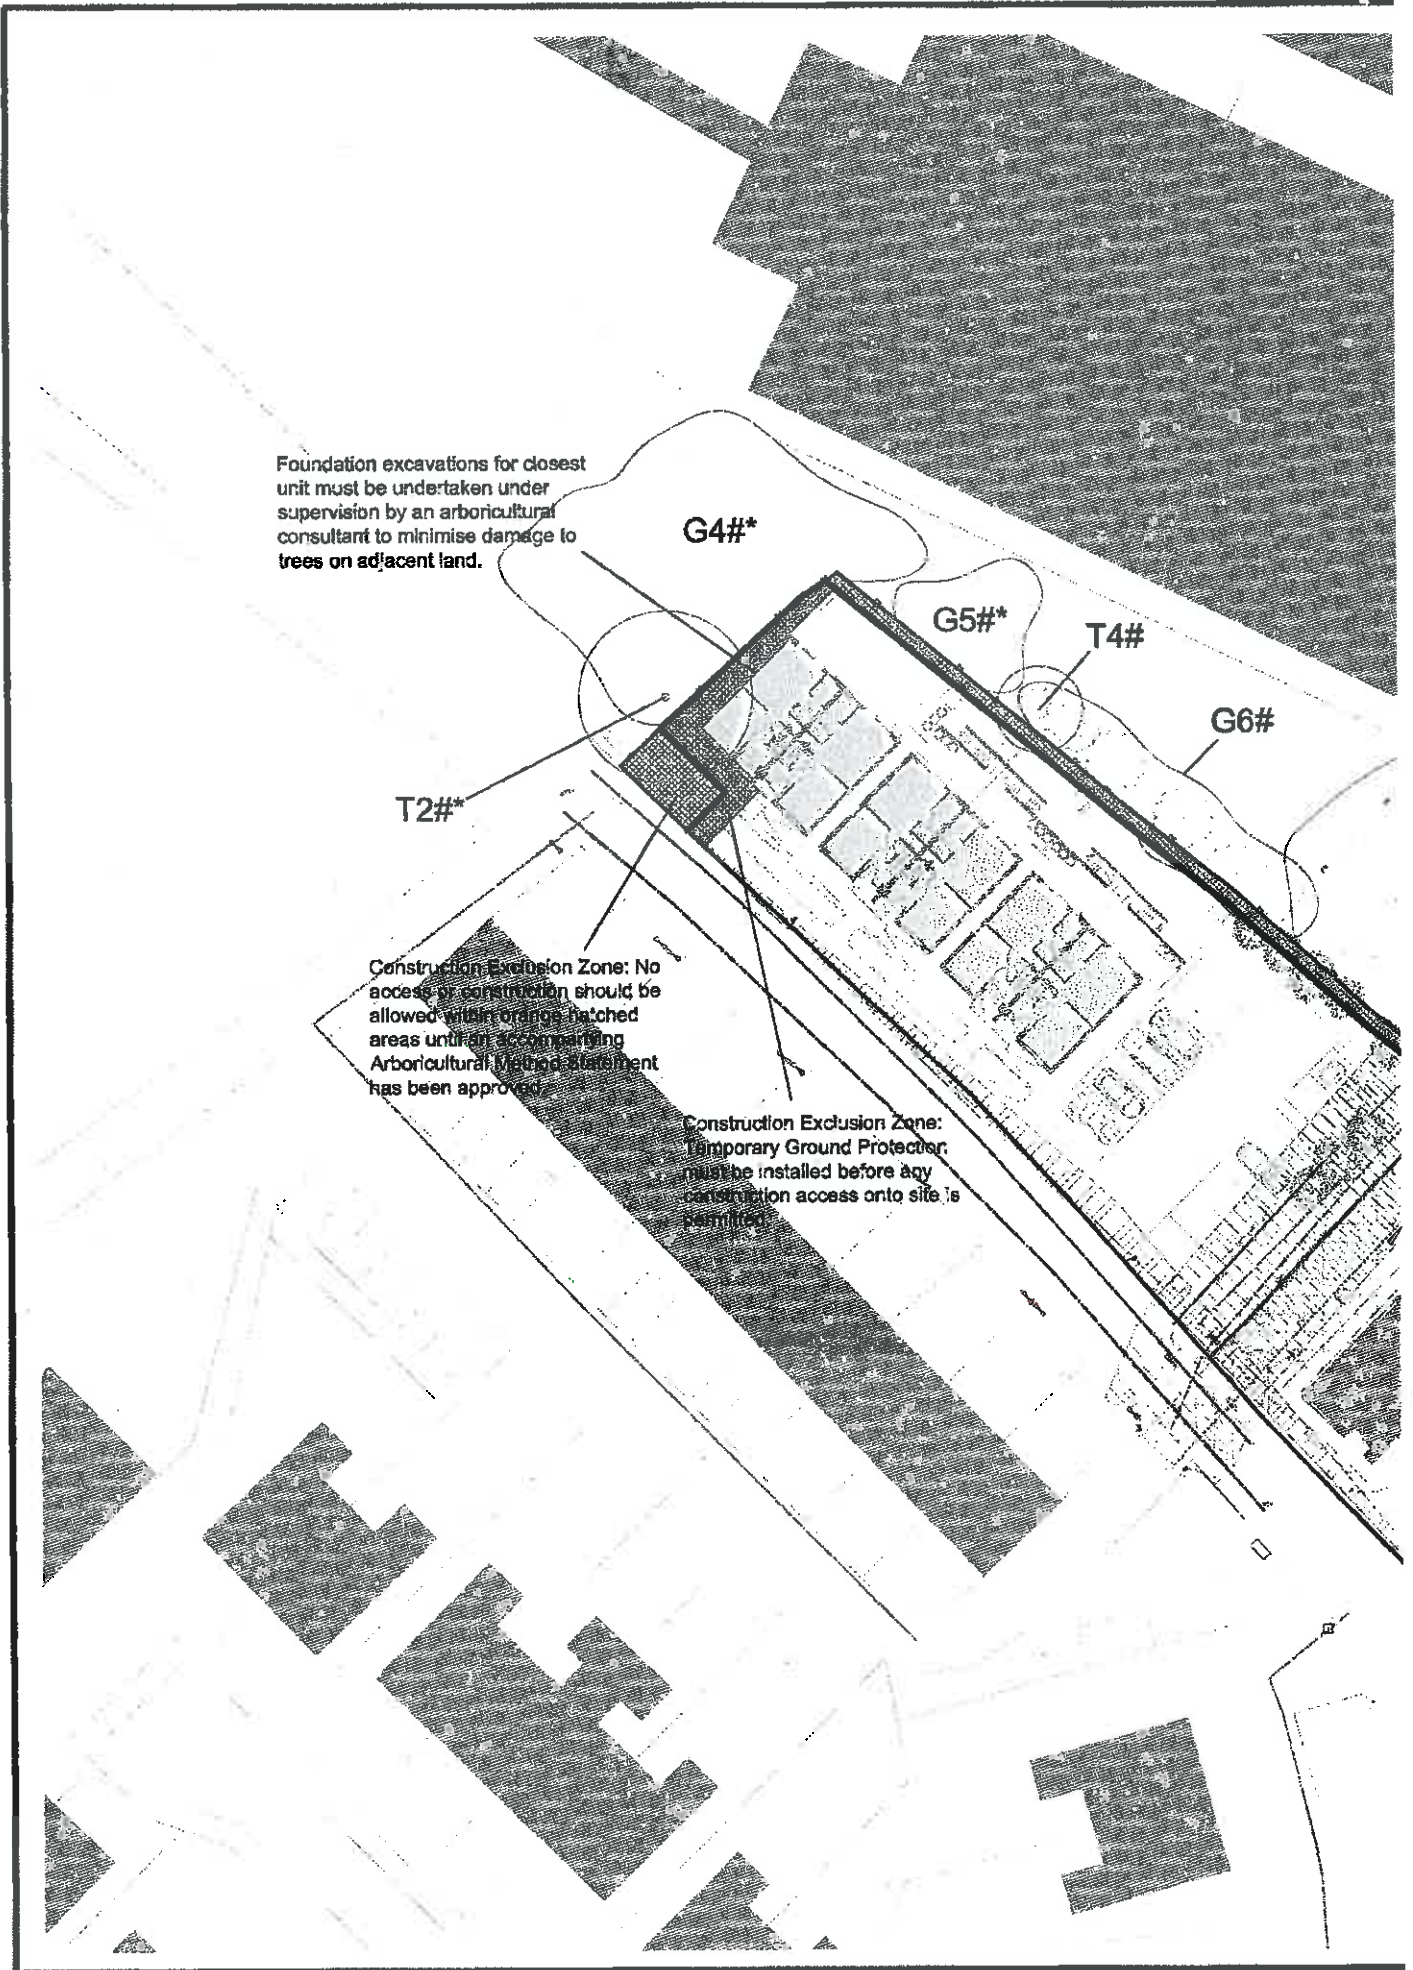 Foundation excavations for closest
unit must be undertaken under
supervision by an arboricultural
consultant to minimise damage to
trees on adjacent land.
G4#*
G5#*
T4#
G6#
T2#*
Construction Exclusion Zone: No
access or construction should be
allowed within orange hatched
areas until an accompanying
Arboricultural Method Statement
has been approved.
Construction Exclusion Zone:
Temporary Ground Protection
must be installed before any
construction access onto site is
permitted.